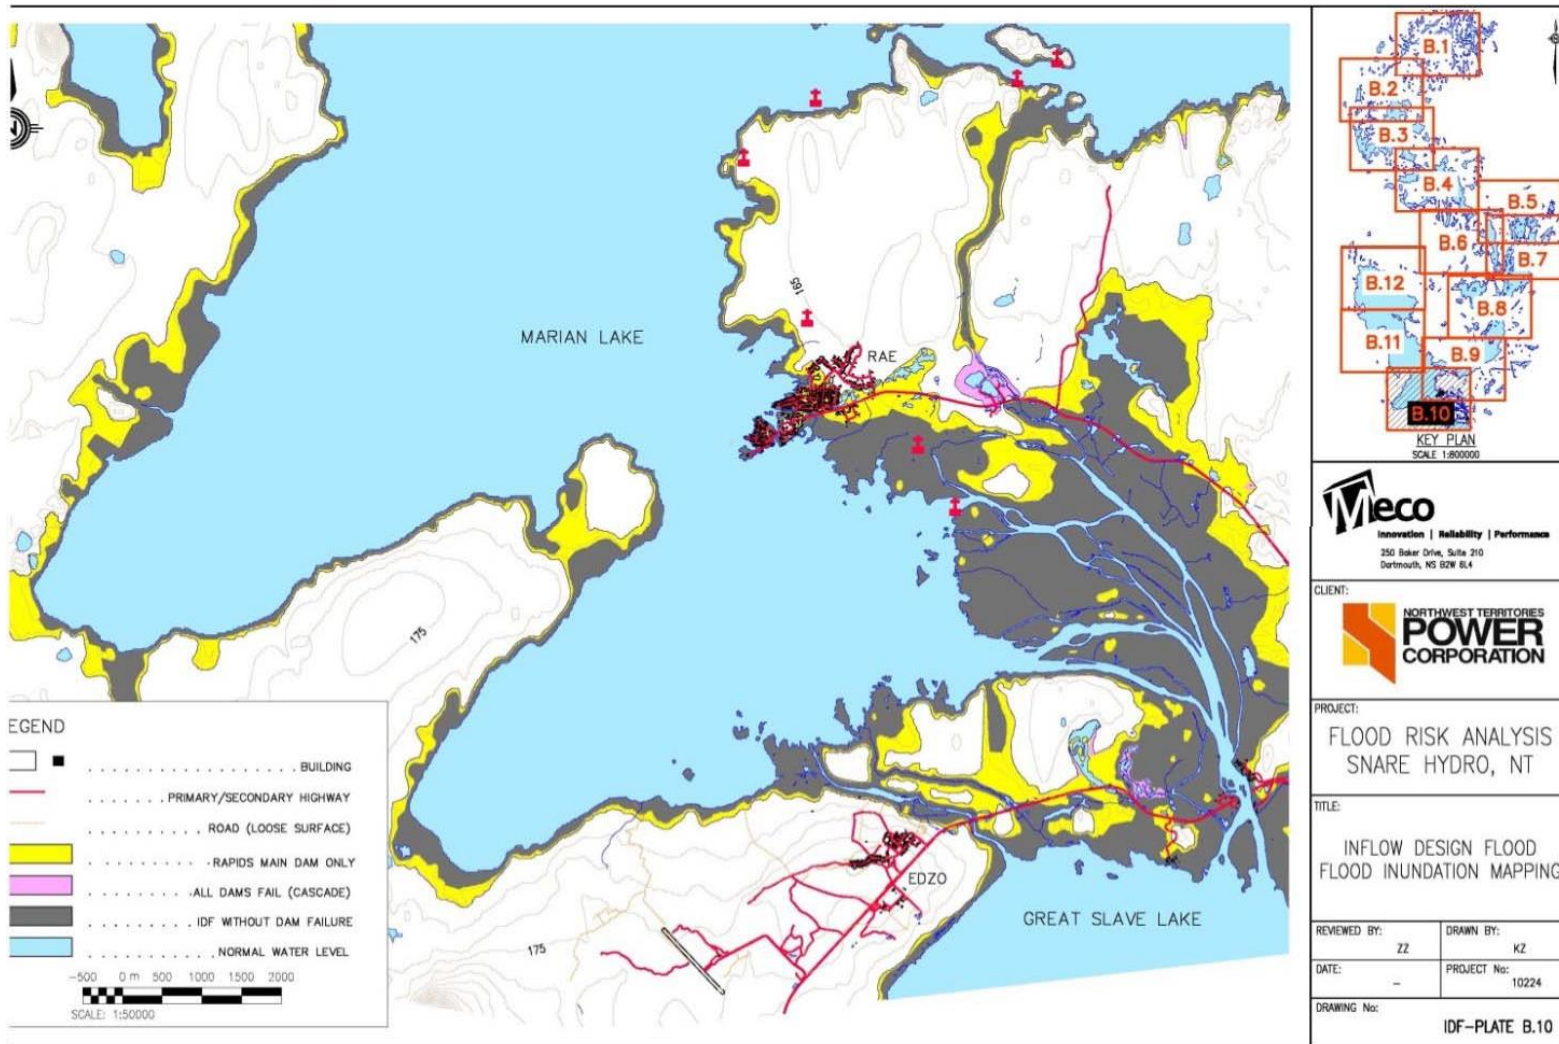 N
MARIAN LAKE
165
RAE
175
EDZO
175
GREAT SLAVE LAKE
EGEND
BUILDING
PRIMARY/SECONDARY HIGHWAY
ROAD (LOOSE SURFACE)
RAPIDS MAIN DAM ONLY
ALL DAMS FAIL (CASCADE)
IDF WITHOUT DAM FAILURE
NORMAL WATER LEVEL
-500 0 m 500 1000 1500 2000
SCALE: 1:50000
B.1
B.2
B.3
B.4
B.5
B.6
B.7
B.12
B.8
B.11
B.9
B.10
KEY PLAN
SCALE 1:800000
Meco
Innovation | Reliability | Performance
250 Baker Drive, Suite 210
Dartmouth, NS B2W 6L4
CLIENT:
NORTHWEST TERRITORIES
POWER
CORPORATION
PROJECT:
FLOOD RISK ANALYSIS
SNARE HYDRO, NT
TITLE:
INFLOW DESIGN FLOOD
FLOOD INUNDATION MAPPING
REVIEWED BY: ZZ
DRAWN BY: KZ
DATE: -
PROJECT No: 10224
DRAWING No:
IDF-PLATE B.10